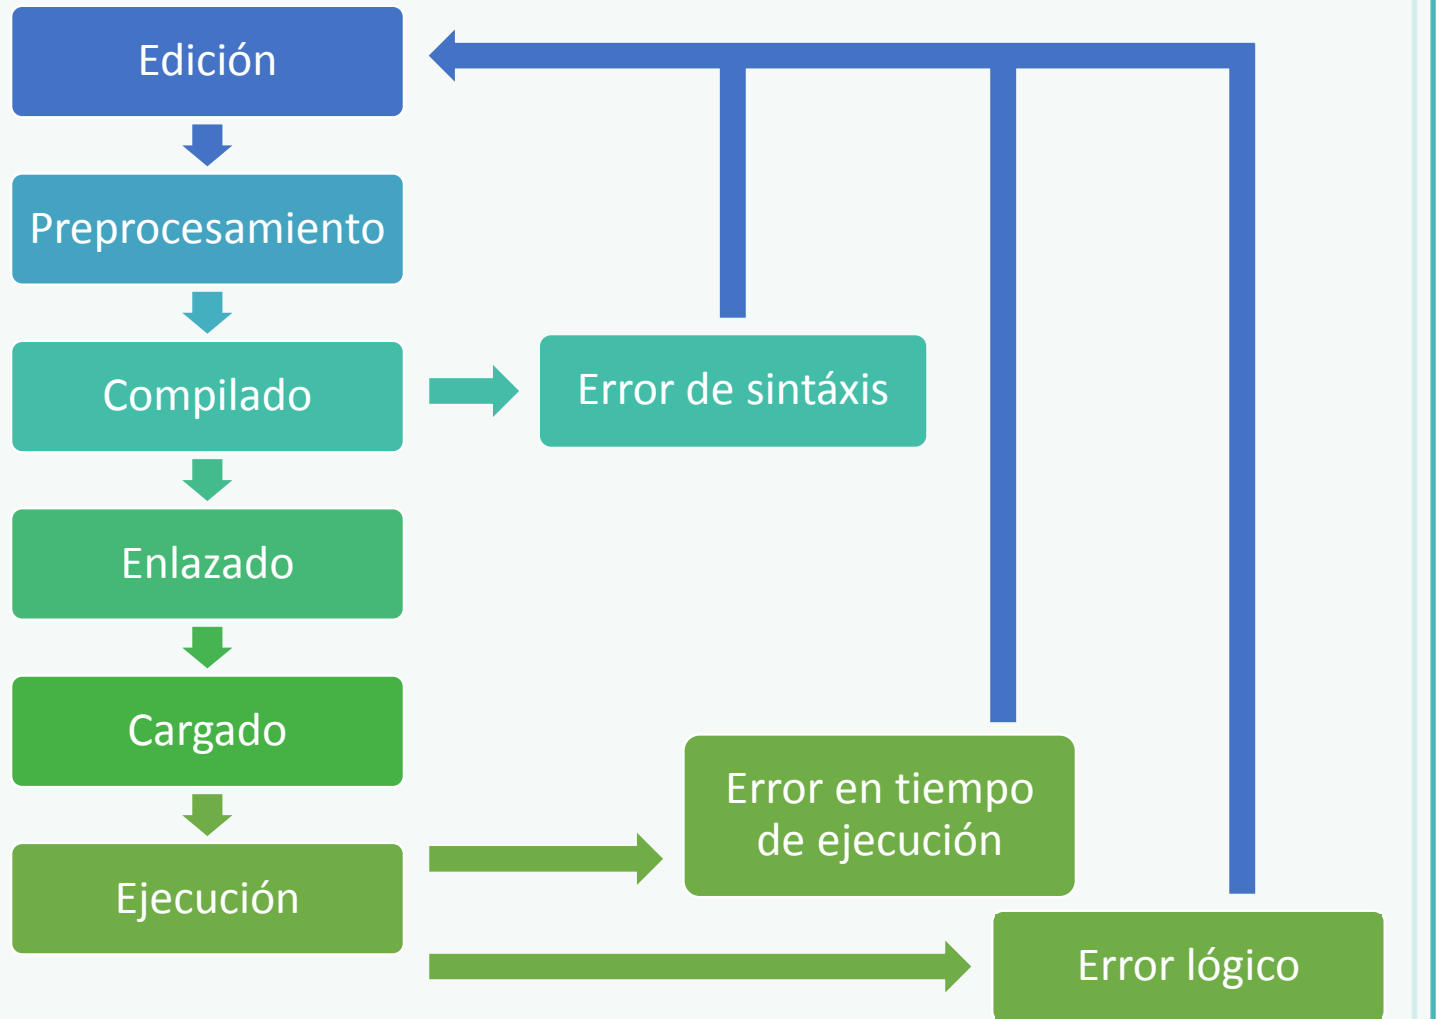 Edición
Preprocesamiento
Compilado
Error de sintáxis
Enlazado
Cargado
Error en tiempo
de ejecución
Ejecución
Error lógico